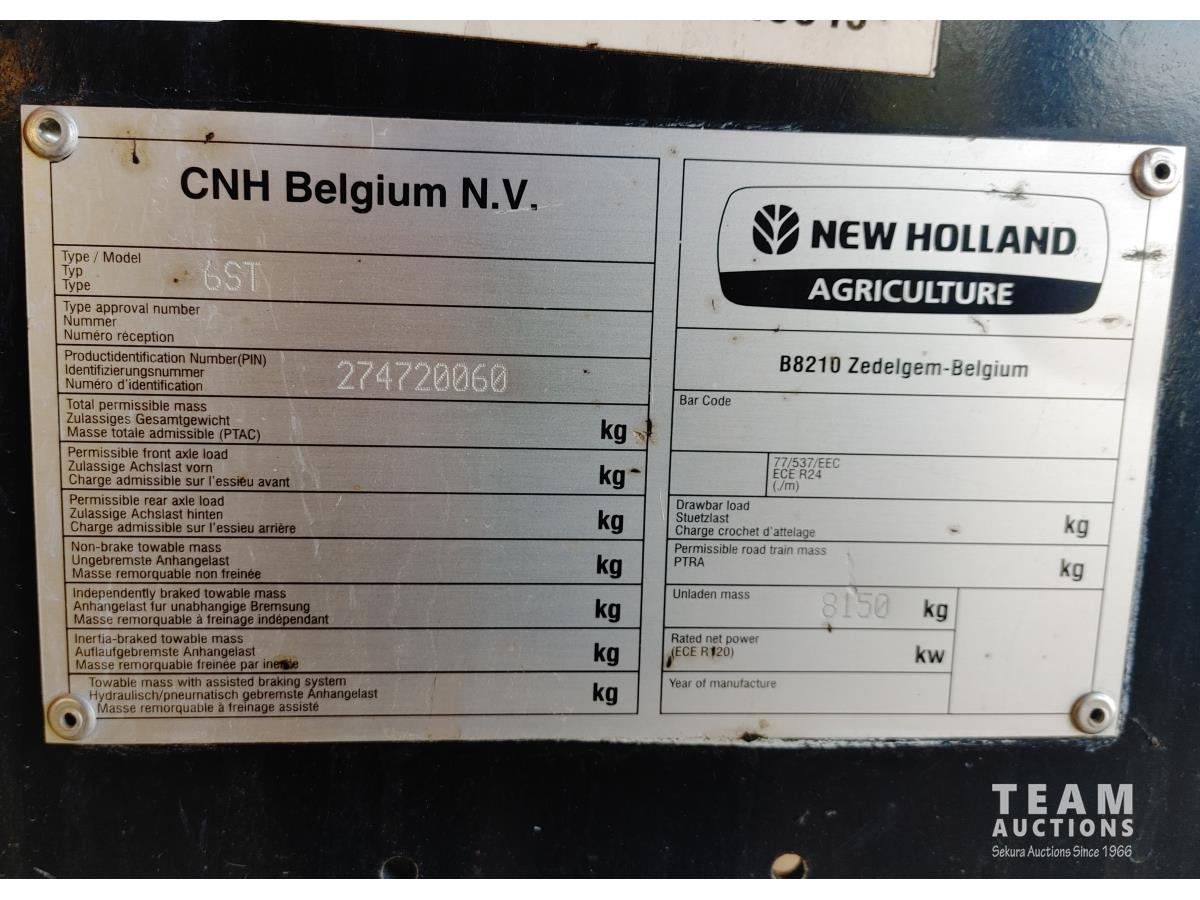 CNH Belgium N.V.
Type / Model
Typ
Type
6ST
Type approval number
Nummer
Numéro réception
Productidentification Number(PIN)
Identifizierungsnummer
Numéro d'identification
274720060
Total permissible mass
Zulassiges Gesamtgewicht
Masse totale admissible (PTAC)
kg
Permissible front axle load
Zulassige Achslast vorn
Charge admissible sur l'essieu avant
kg
Permissible rear axle load
Zulassige Achslast hinten
Charge admissible sur l'essieu arrière
kg
Non-brake towable mass
Ungebremste Anhangelast
Masse remorquable non freinée
kg
Independently braked towable mass
Anhangelast fur unabhangige Bremsung
Masse remorquable à freinage indépendant
kg
Inertia-braked towable mass
Auflaufgebremste Anhangelast
Masse remorquable freinée par inertie
kg
Towable mass with assisted braking system
Hydraulisch/pneumatisch gebremste Anhangelast
Masse remorquable à freinage assisté
kg
NEW HOLLAND
AGRICULTURE
B8210 Zedelgem-Belgium
Bar Code
77/537/EEC
ECE R24
(./m)
Drawbar load
Stuetzlast
Charge crochet d'attelage
kg
Permissible road train mass
PTRA
kg
Unladen mass
8150 kg
Rated net power
(ECE R120)
kw
Year of manufacture
TEAM
AUCTIONS
Sekura Auctions Since 1966